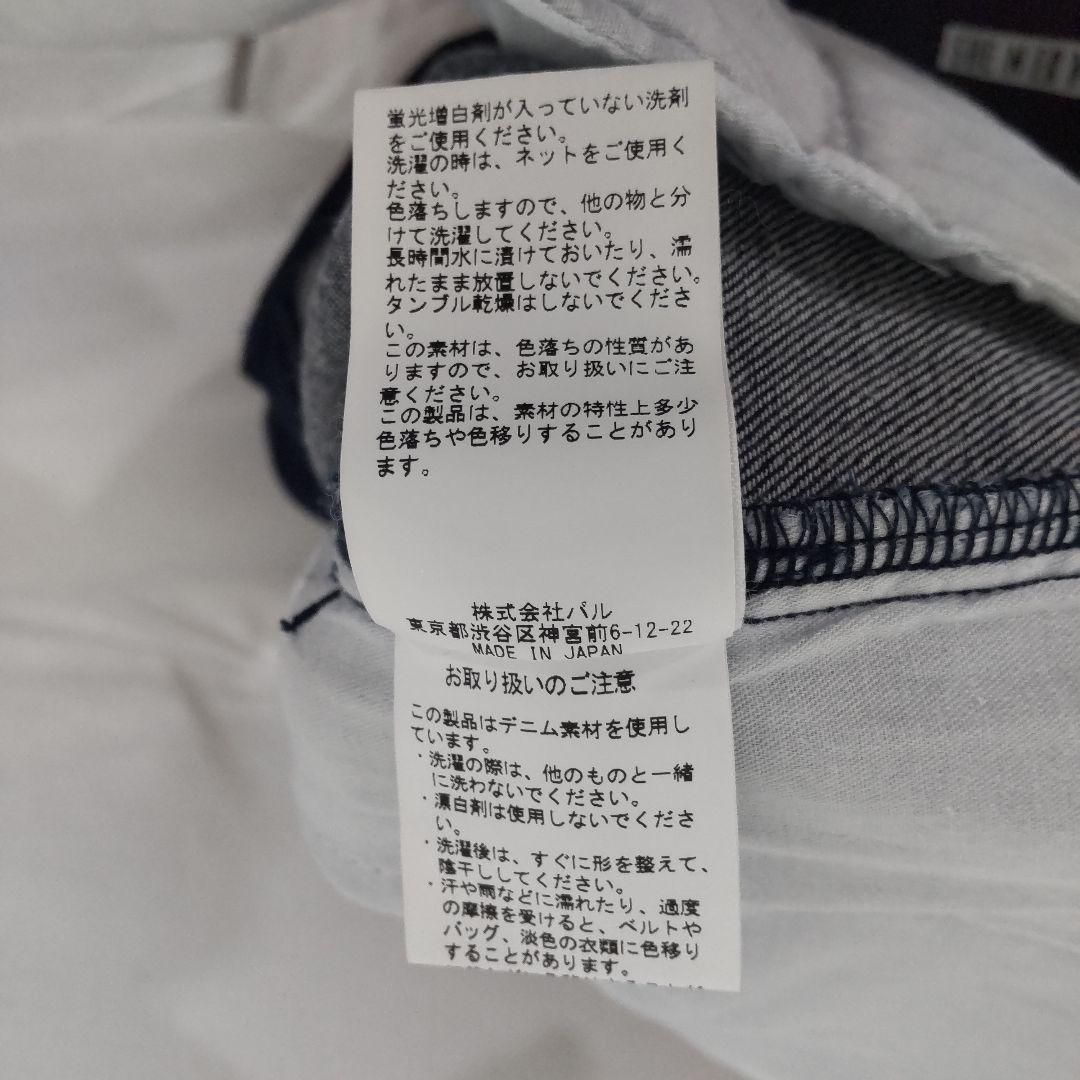 蛍光増白剤が入っていない洗剤
をご使用ください。
洗濯の時は、ネットをご使用く
ださい。
色落ちしますので、他の物と分
けて洗濯してください。
長時間水に漬けておいたり、濡
れたまま放置しないでください。
タンブル乾燥はしないでくださ
い。
この素材は、色落ちの性質があ
りますので、お取り扱いにご注
意ください。
この製品は、素材の特性上多少
色落ちや色移りすることがあり
ます。
株式会社パル
東京都渋谷区神宮前6-12-22
MADE IN JAPAN
お取り扱いのご注意
この製品はデニム素材を使用し
ています。
・洗濯の際は、他のものと一緒
に洗わないでください。
・漂白剤は使用しないでくださ
い。
・洗濯後は、すぐに形を整えて、
陰干ししてください。
・汗や雨などに濡れたり、過度
の摩擦を受けると、ベルトや
バッグ、淡色の衣類に色移り
することがあります。